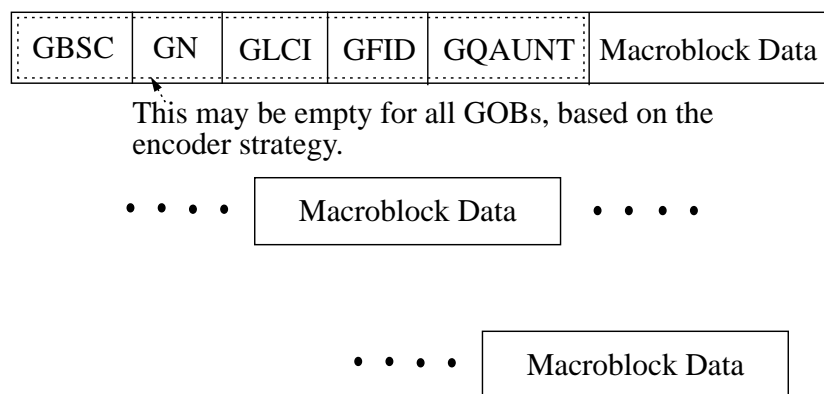 GBSC GN GLCI GFID GQAUNT Macroblock Data
This may be empty for all GOBs, based on the
encoder strategy.
Macroblock Data
Macroblock Data